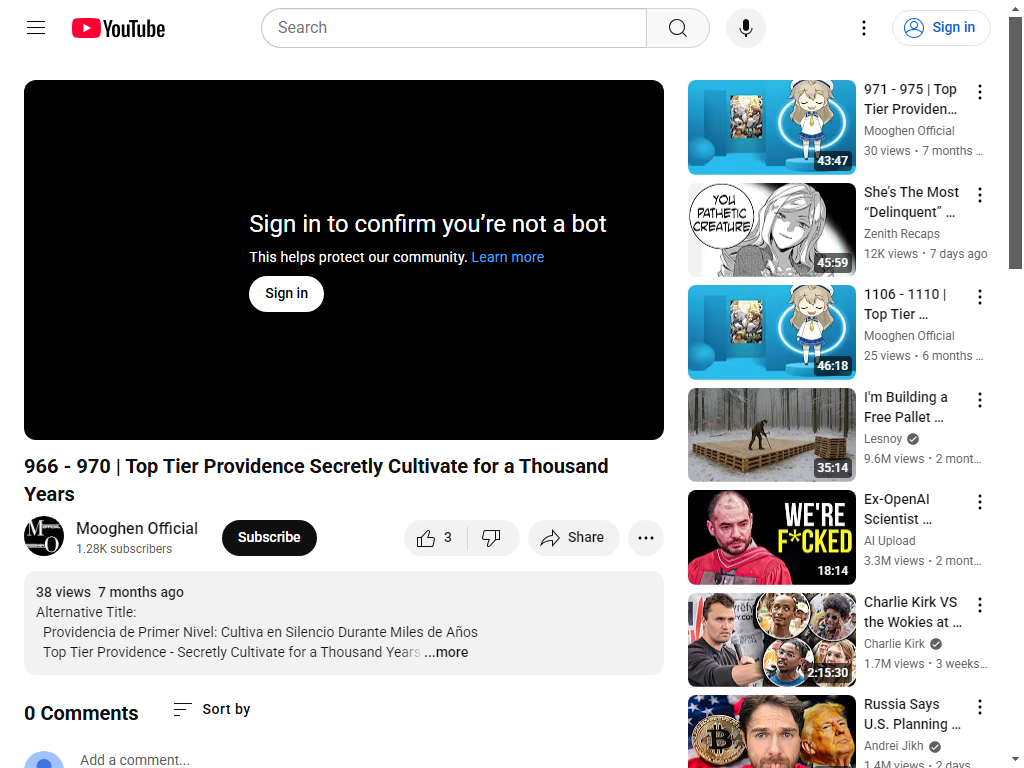 YouTube
Search
Sign in
Sign in to confirm you’re not a bot
This helps protect our community. Learn more
Sign in
966 - 970 | Top Tier Providence Secretly Cultivate for a Thousand
Years
Mooghen Official
1.28K subscribers
Subscribe
3
Share
38 views 7 months ago
Alternative Title:
Providencia de Primer Nivel: Cultiva en Silencio Durante Miles de Años
Top Tier Providence - Secretly Cultivate for a Thousand Years ...more
0 Comments
Sort by
Add a comment...
971 - 975 | Top
Tier Providen…
Mooghen Official
30 views • 7 months …
43:47
She’s The Most
“Delinquent” …
Zenith Recaps
12K views • 7 days ago
YOU
PATHETIC
CREATURE
45:59
1106 - 1110 |
Top Tier …
Mooghen Official
25 views • 6 months …
46:18
I'm Building a
Free Pallet …
Lesnoy
9.6M views • 2 mont…
35:14
Ex-OpenAI
Scientist …
AI Upload
3.3M views • 2 mont…
WE'RE
F*CKED
18:14
Charlie Kirk VS
the Wokies at …
Charlie Kirk
1.7M views • 3 weeks…
2:15:30
Russia Says
U.S. Planning …
Andrei Jikh
1.4M views • 2 days